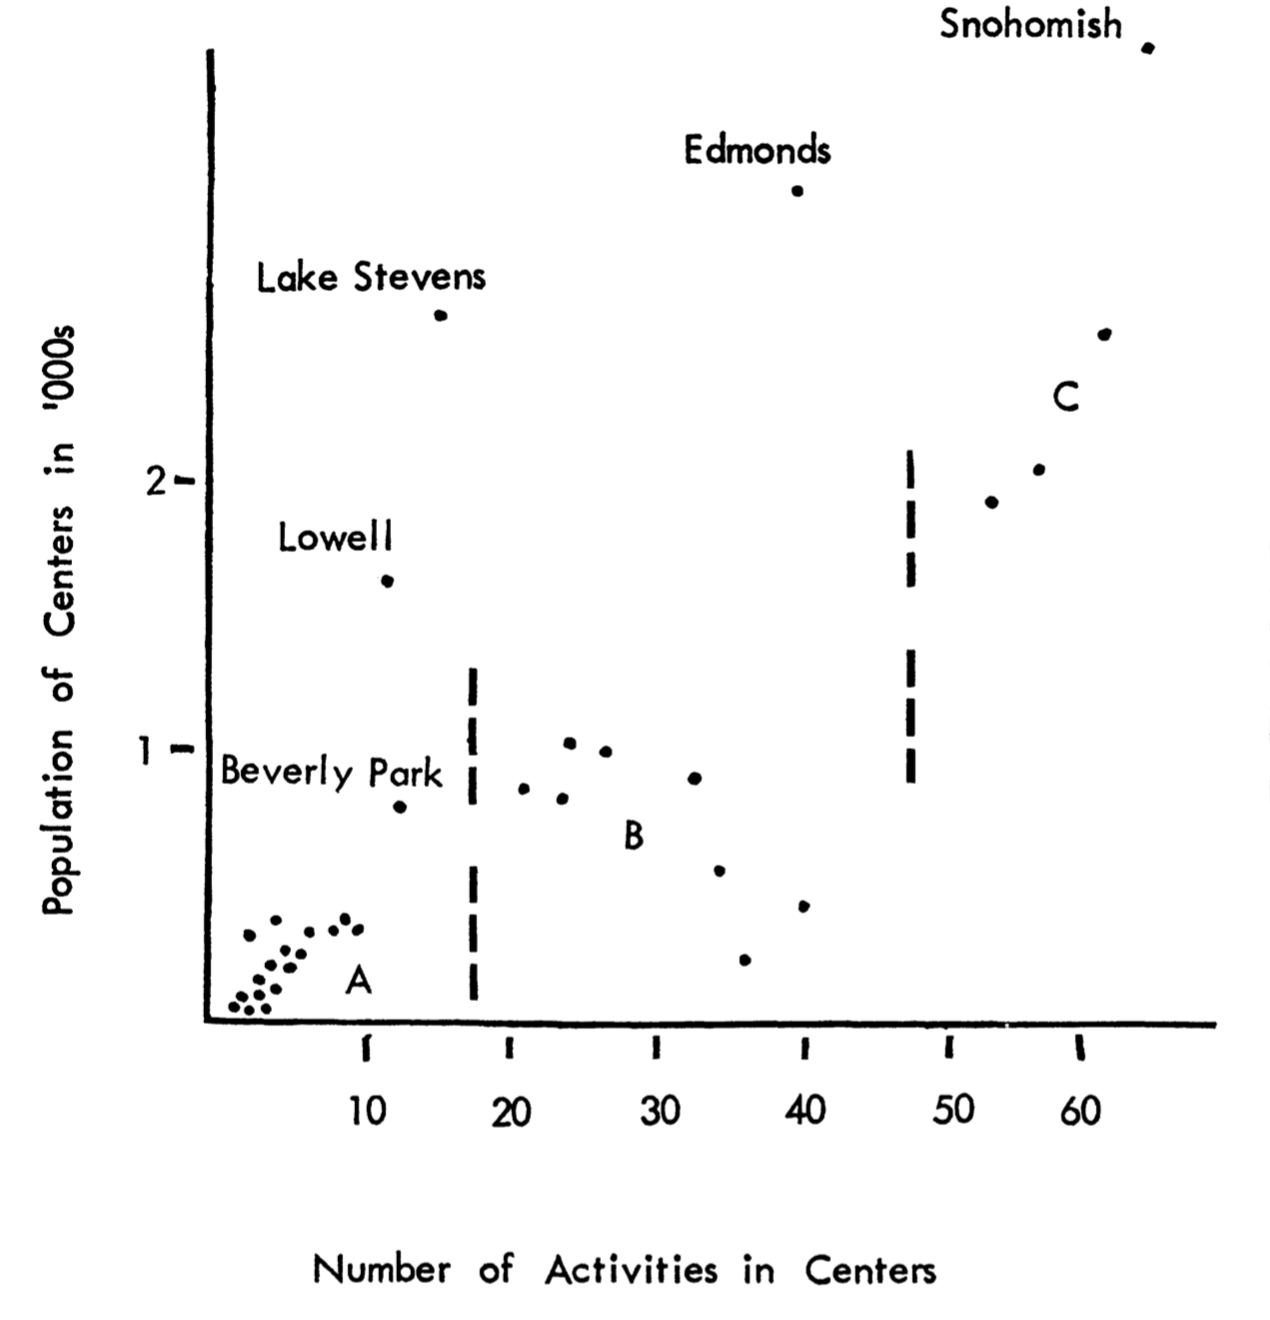 Snohomish
Edmonds
Lake Stevens
C
2
Lowell
1
Beverly Park
B
A
10 20 30 40 50 60
Number of Activities in Centers
Population of Centers in '000s